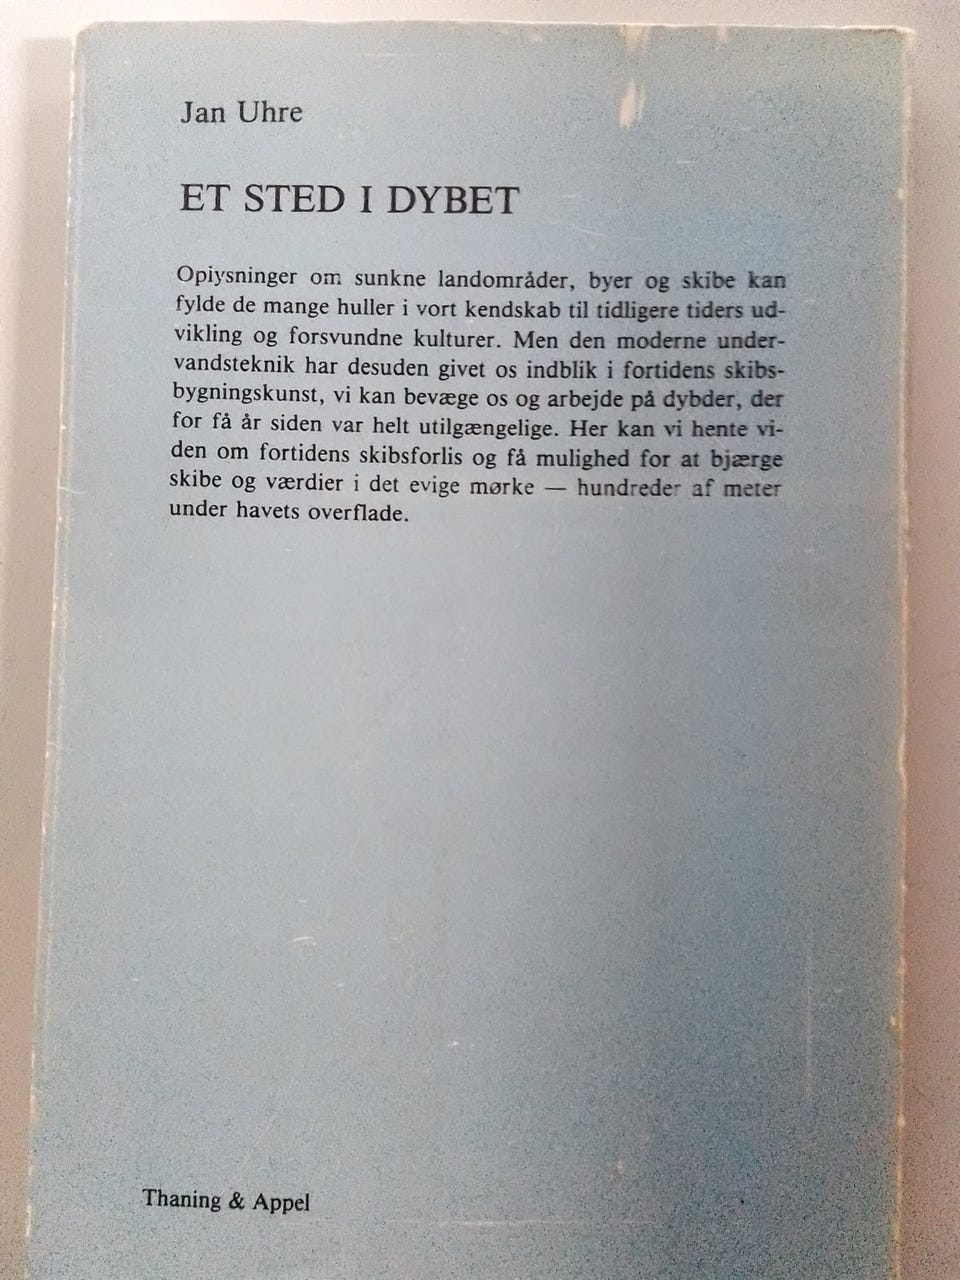 Jan Uhre
ET STED I DYBET
Opiysninger om sunkne landområder, byer og skibe kan
fylde de mange huller i vort kendskab til tidligere tiders ud-
vikling og forsvundne kulturer. Men den moderne under-
vandsteknik har desuden givet os indblik i fortidens skibs-
bygningskunst, vi kan bevæge os og arbejde på dybder, der
for få år siden var helt utilgængelige. Her kan vi hente vi-
den om fortidens skibsforlis og få mulighed for at bjærge
skibe og værdier i det evige mørke — hundreder af meter
under havets overflade.
Thaning & Appel